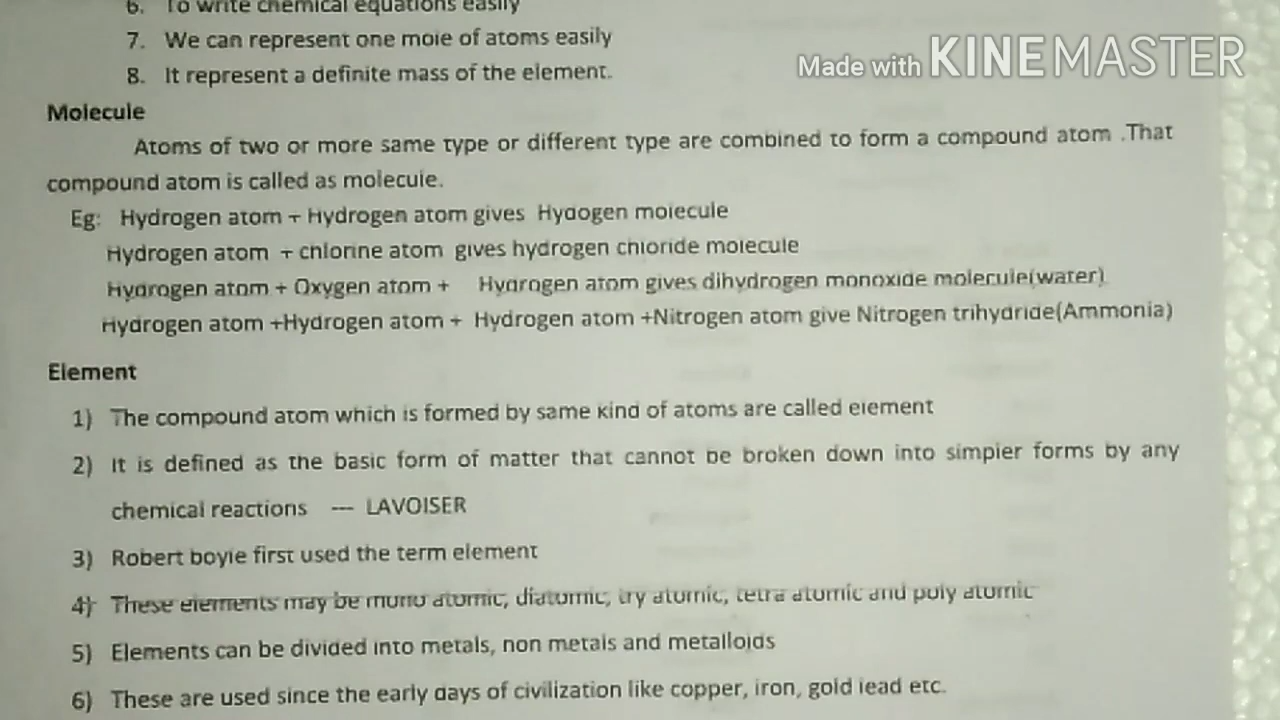 6. To write chemical equations easily
7. We can represent one mole of atoms easily
8. It represent a definite mass of the element.
Made with KINEMASTER
Molecule
Atoms of two or more same type or different type are combined to form a compound atom .That
compound atom is called as molecule.
Eg: Hydrogen atom + Hydrogen atom gives Hydogen molecule
Hydrogen atom + chlorine atom gives hydrogen chloride molecule
Hydrogen atom + Oxygen atom + Hydrogen atom gives dihydrogen monoxide molecule(water)
Hydrogen atom +Hydrogen atom + Hydrogen atom +Nitrogen atom give Nitrogen trihydride(Ammonia)
Element
1) The compound atom which is formed by same kind of atoms are called element
2) It is defined as the basic form of matter that cannot be broken down into simpler forms by any
chemical reactions --- LAVOISER
3) Robert boyle first used the term element
4) These elements may be mono atomic, diatomic, try atomic, tetra atomic and poly atomic
5) Elements can be divided into metals, non metals and metalloids
6) These are used since the early days of civilization like copper, iron, gold lead etc.